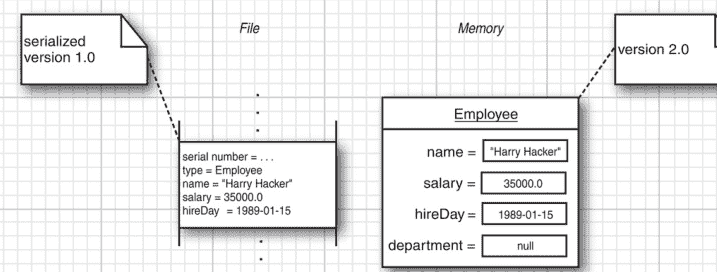 serialized
version 1.0
File
Memory
version 2.0
serial number = . . .
type = Employee
name = "Harry Hacker"
salary = 35000.0
hireDay = 1989-01-15
Employee
name = "Harry Hacker"
salary = 35000.0
hireDay = 1989-01-15
department = null